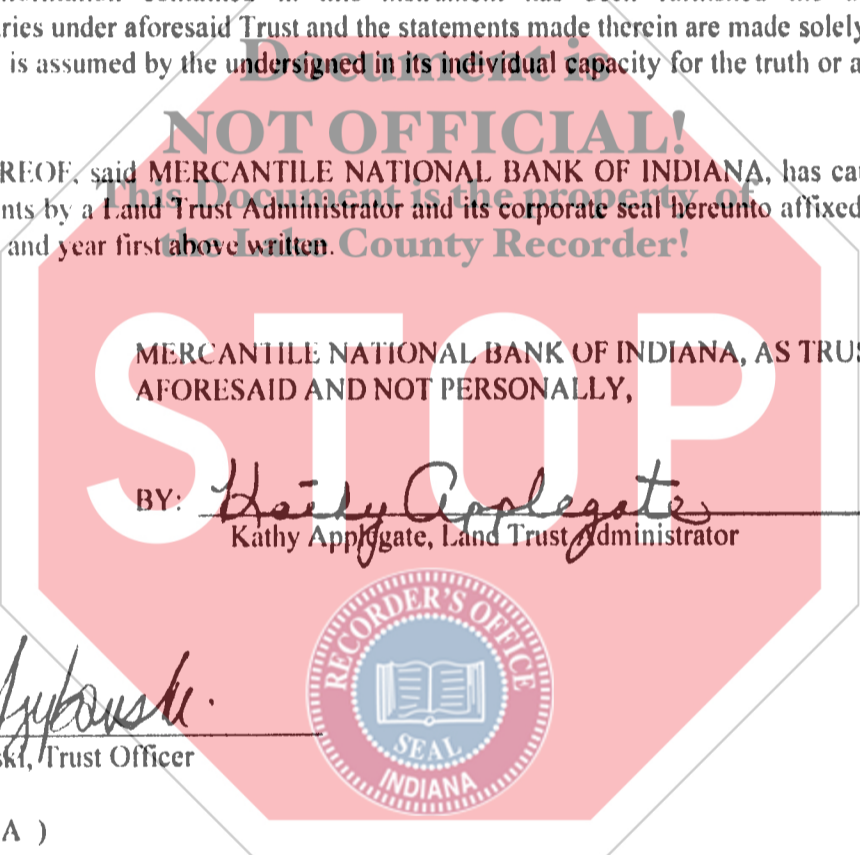 ries under aforesaid Trust and the statements made therein are made solely
Document is
is assumed by the undersigned in its individual capacity for the truth or a
NOT OFFICIAL!
REOF, said MERCANTILE NATIONAL BANK OF INDIANA, has cau
This Document is the property of
nts by a Land Trust Administrator and its corporate seal hereunto affixed
the Lake County Recorder!
and year first above written.
STOP
MERCANTILE NATIONAL BANK OF INDIANA, AS TRUS
AFORESAID AND NOT PERSONALLY,
BY: Kathy Applegate
Kathy Applegate, Land Trust Administrator
RECORDER'S OFFICE
SEAL
INDIANA
ski, Trust Officer
A )